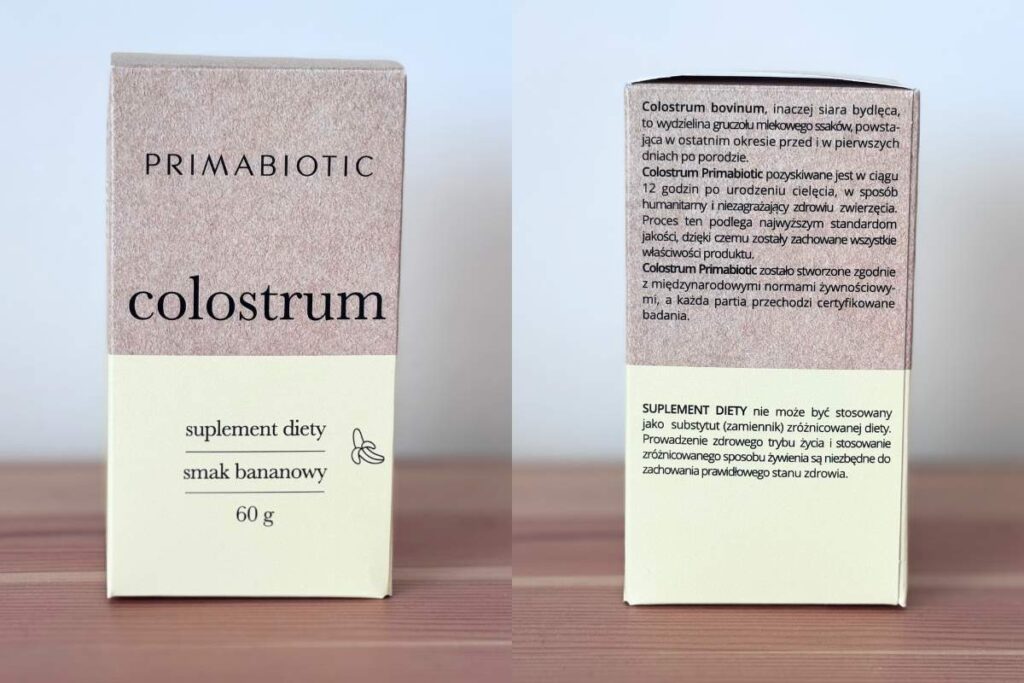 PRIMABIOTIC
colostrum
suplement diety
smak bananowy
60 g
Colostrum bovinum, inaczej siara bydlęca,
to wydzielina gruczołu mlekowego ssaków, powsta-
jąca w ostatnim okresie przed i w pierwszych
dniach po porodzie.
Colostrum Primabiotic pozyskiwane jest w ciągu
12 godzin po urodzeniu cielęcia, w sposób
humanitarny i niezagrażający zdrowiu zwierzęcia.
Proces ten podlega najwyższym standardom
jakości, dzięki czemu zostały zachowane wszystkie
właściwości produktu.
Colostrum Primabiotic zostało stworzone zgodnie
z międzynarodowymi normami żywnościowy-
mi, a każda partia przechodzi certyfikowane
badania.
SUPLEMENT DIETY nie może być stosowany
jako substytut (zamiennik) zróżnicowanej diety.
Prowadzenie zdrowego trybu życia i stosowanie
zróżnicowanego sposobu żywienia są niezbędne do
zachowania prawidłowego stanu zdrowia.